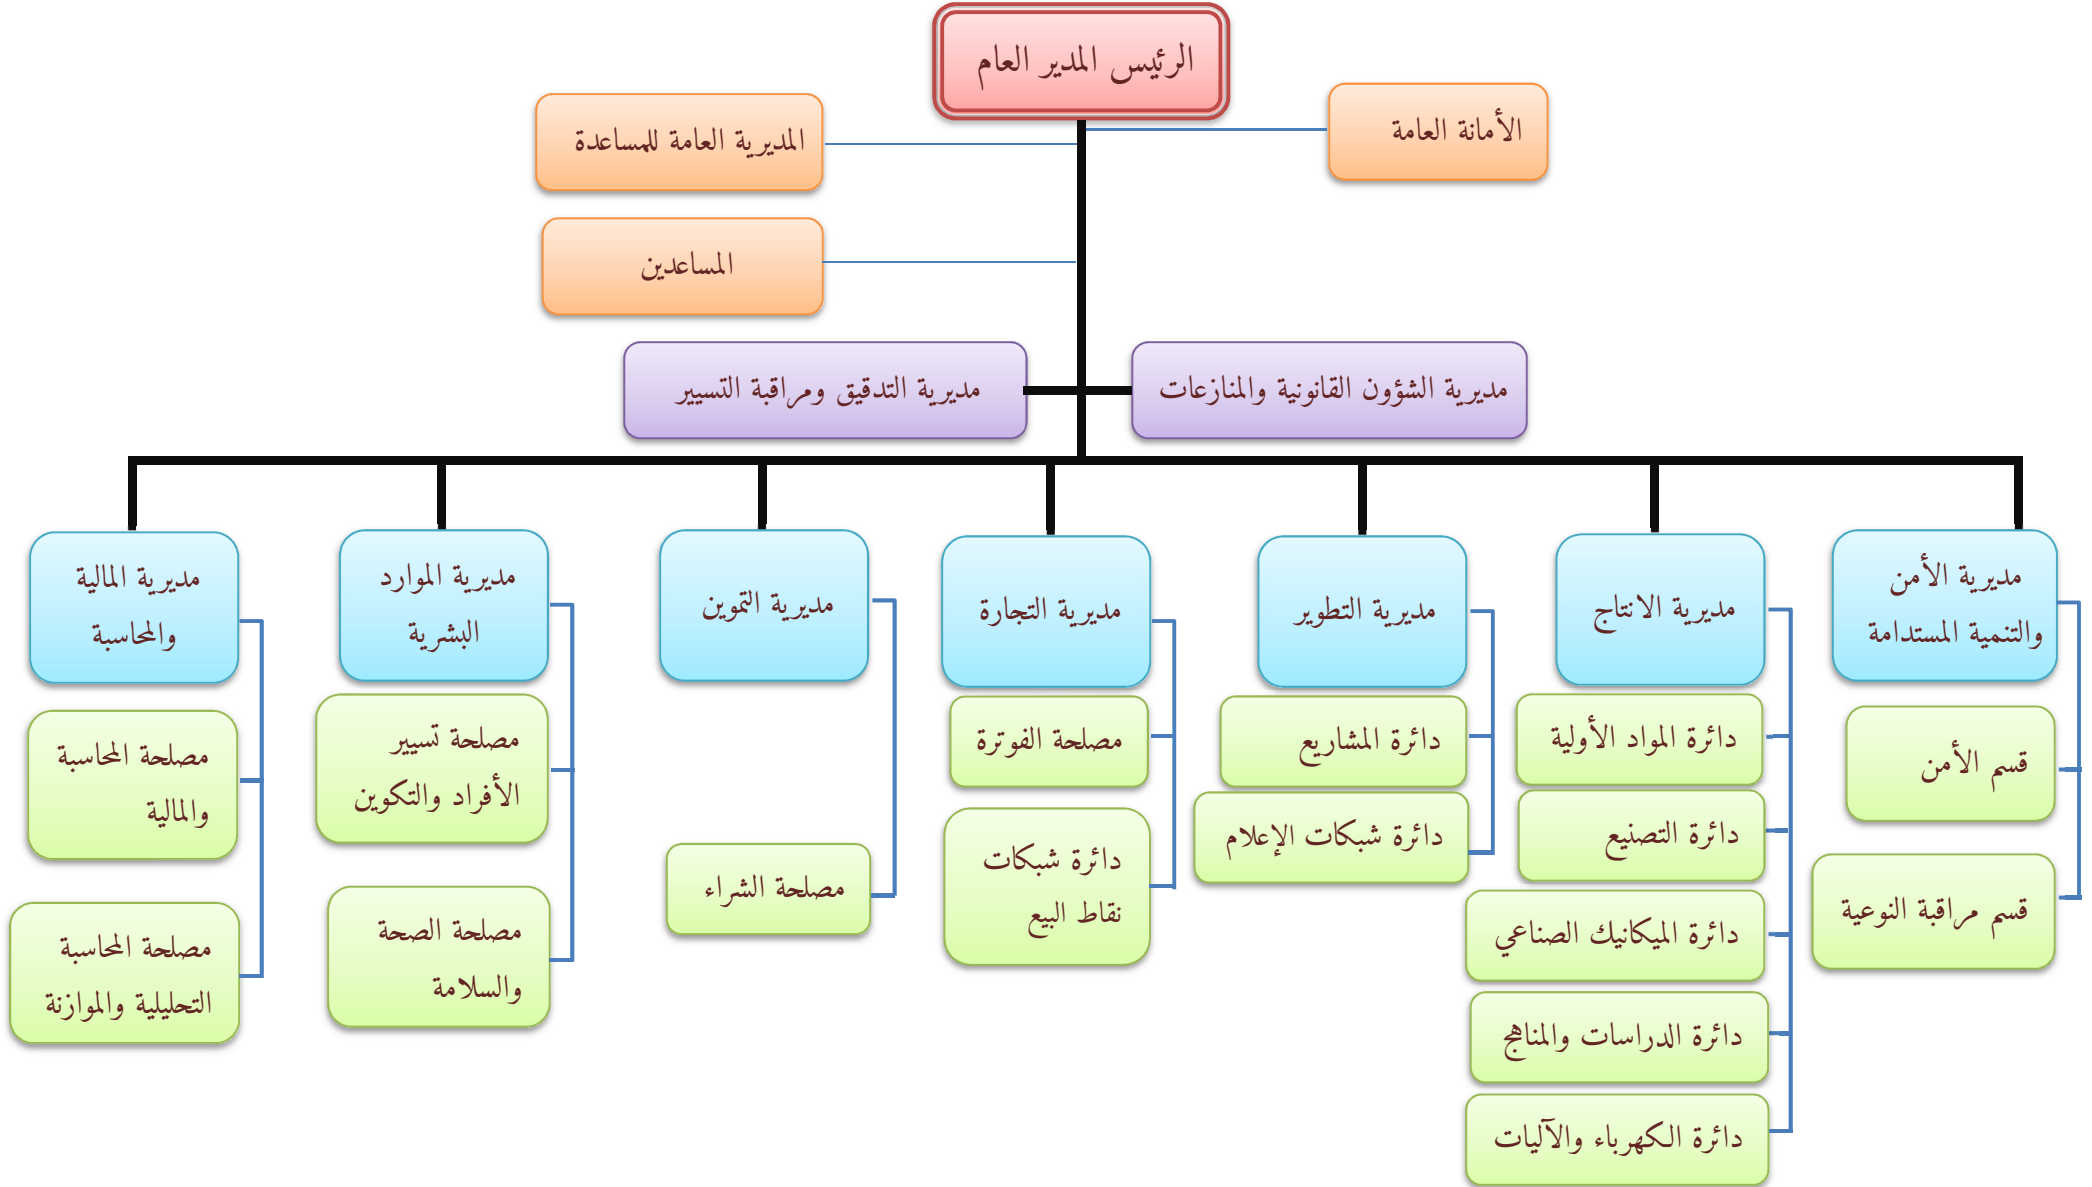 الرئيس المدير العام
الأمانة العامة
المديرية العامة للمساعدة
المساعدين
مديرية الشؤون القانونية والمنازعات
مديرية التدقيق ومراقبة التسيير
مديرية الأمن
والتنمية المستدامة
قسم الأمن
قسم مراقبة النوعية
مديرية الانتاج
دائرة المواد الأولية
دائرة التصنيع
دائرة الميكانيك الصناعي
دائرة الدراسات والمناهج
دائرة الكهرباء والآليات
مديرية التطوير
دائرة المشاريع
دائرة شبكات الإعلام
مديرية التجارة
مصلحة الفوترة
دائرة شبكات
نقاط البيع
مديرية التموين
مصلحة الشراء
مديرية الموارد
البشرية
مصلحة تسيير
الأفراد والتكوين
مصلحة الصحة
والسلامة
مديرية المالية
والمحاسبة
مصلحة المحاسبة
والمالية
مصلحة المحاسبة
التحليلية والموازنة